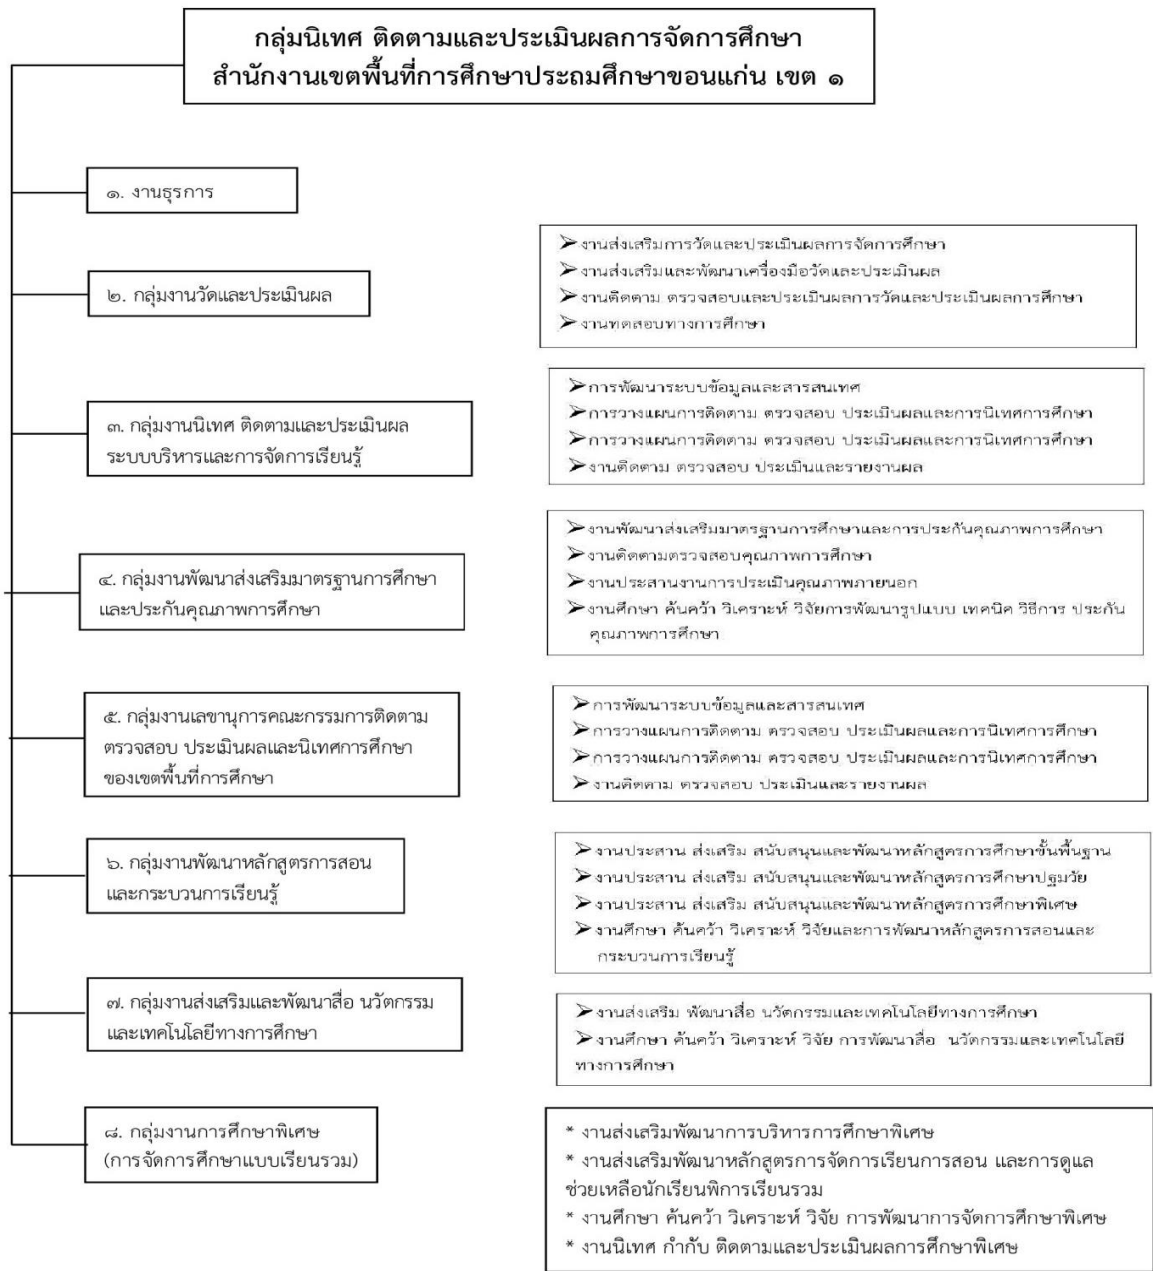 กลุ่มนิเทศ ติดตามและประเมินผลการจัดการศึกษา
สำนักงานเขตพื้นที่การศึกษาประถมศึกษาขอนแก่น เขต ๑
๑. งานธุรการ
๒. กลุ่มงานวัดและประเมินผล
➢งานส่งเสริมการวัดและประเมินผลการจัดการศึกษา
➢งานส่งเสริมและพัฒนาเครื่องมือวัดและประเมินผล
➢งานติดตาม ตรวจสอบและประเมินผลการวัดและประเมินผลการศึกษา
➢งานทดสอบทางการศึกษา
๓. กลุ่มงานนิเทศ ติดตามและประเมินผล
ระบบบริหารและการจัดการเรียนรู้
➢การพัฒนาระบบข้อมูลและสารสนเทศ
➢การวางแผนการติดตาม ตรวจสอบ ประเมินผลและการนิเทศการศึกษา
➢การวางแผนการติดตาม ตรวจสอบ ประเมินผลและการนิเทศการศึกษา
➢งานติดตาม ตรวจสอบ ประเมินและรายงานผล
๔. กลุ่มงานพัฒนาส่งเสริมมาตรฐานการศึกษา
และประกันคุณภาพการศึกษา
➢งานพัฒนาส่งเสริมมาตรฐานการศึกษาและการประกันคุณภาพการศึกษา
➢งานติดตามตรวจสอบคุณภาพการศึกษา
➢งานประสานงานการประเมินคุณภาพภายนอก
➢งานศึกษา ค้นคว้า วิเคราะห์ วิจัยการพัฒนารูปแบบ เทคนิค วิธีการ ประกัน
คุณภาพการศึกษา
๕. กลุ่มงานเลขานุการคณะกรรมการติดตาม
ตรวจสอบ ประเมินผลและนิเทศการศึกษา
ของเขตพื้นที่การศึกษา
➢การพัฒนาระบบข้อมูลและสารสนเทศ
➢การวางแผนการติดตาม ตรวจสอบ ประเมินผลและการนิเทศการศึกษา
➢การวางแผนการติดตาม ตรวจสอบ ประเมินผลและการนิเทศการศึกษา
➢งานติดตาม ตรวจสอบ ประเมินและรายงานผล
๖. กลุ่มงานพัฒนาหลักสูตรการสอน
และกระบวนการเรียนรู้
➢งานประสาน ส่งเสริม สนับสนุนและพัฒนาหลักสูตรการศึกษาขั้นพื้นฐาน
➢งานประสาน ส่งเสริม สนับสนุนและพัฒนาหลักสูตรการศึกษาปฐมวัย
➢งานประสาน ส่งเสริม สนับสนุนและพัฒนาหลักสูตรการศึกษาพิเศษ
➢งานศึกษา ค้นคว้า วิเคราะห์ วิจัยและการพัฒนาหลักสูตรการสอนและ
กระบวนการเรียนรู้
๗. กลุ่มงานส่งเสริมและพัฒนาสื่อ นวัตกรรม
และเทคโนโลยีทางการศึกษา
➢งานส่งเสริม พัฒนาสื่อ นวัตกรรมและเทคโนโลยีทางการศึกษา
➢งานศึกษา ค้นคว้า วิเคราะห์ วิจัย การพัฒนาสื่อ นวัตกรรมและเทคโนโลยี
ทางการศึกษา
๘. กลุ่มงานการศึกษาพิเศษ
(การจัดการศึกษาแบบเรียนรวม)
* งานส่งเสริมพัฒนาการบริหารการศึกษาพิเศษ
* งานส่งเสริมพัฒนาหลักสูตรการจัดการเรียนการสอน และการดูแล
ช่วยเหลือนักเรียนพิการเรียนรวม
* งานศึกษา ค้นคว้า วิเคราะห์ วิจัย การพัฒนาการจัดการศึกษาพิเศษ
* งานนิเทศ กำกับ ติดตามและประเมินผลการศึกษาพิเศษ